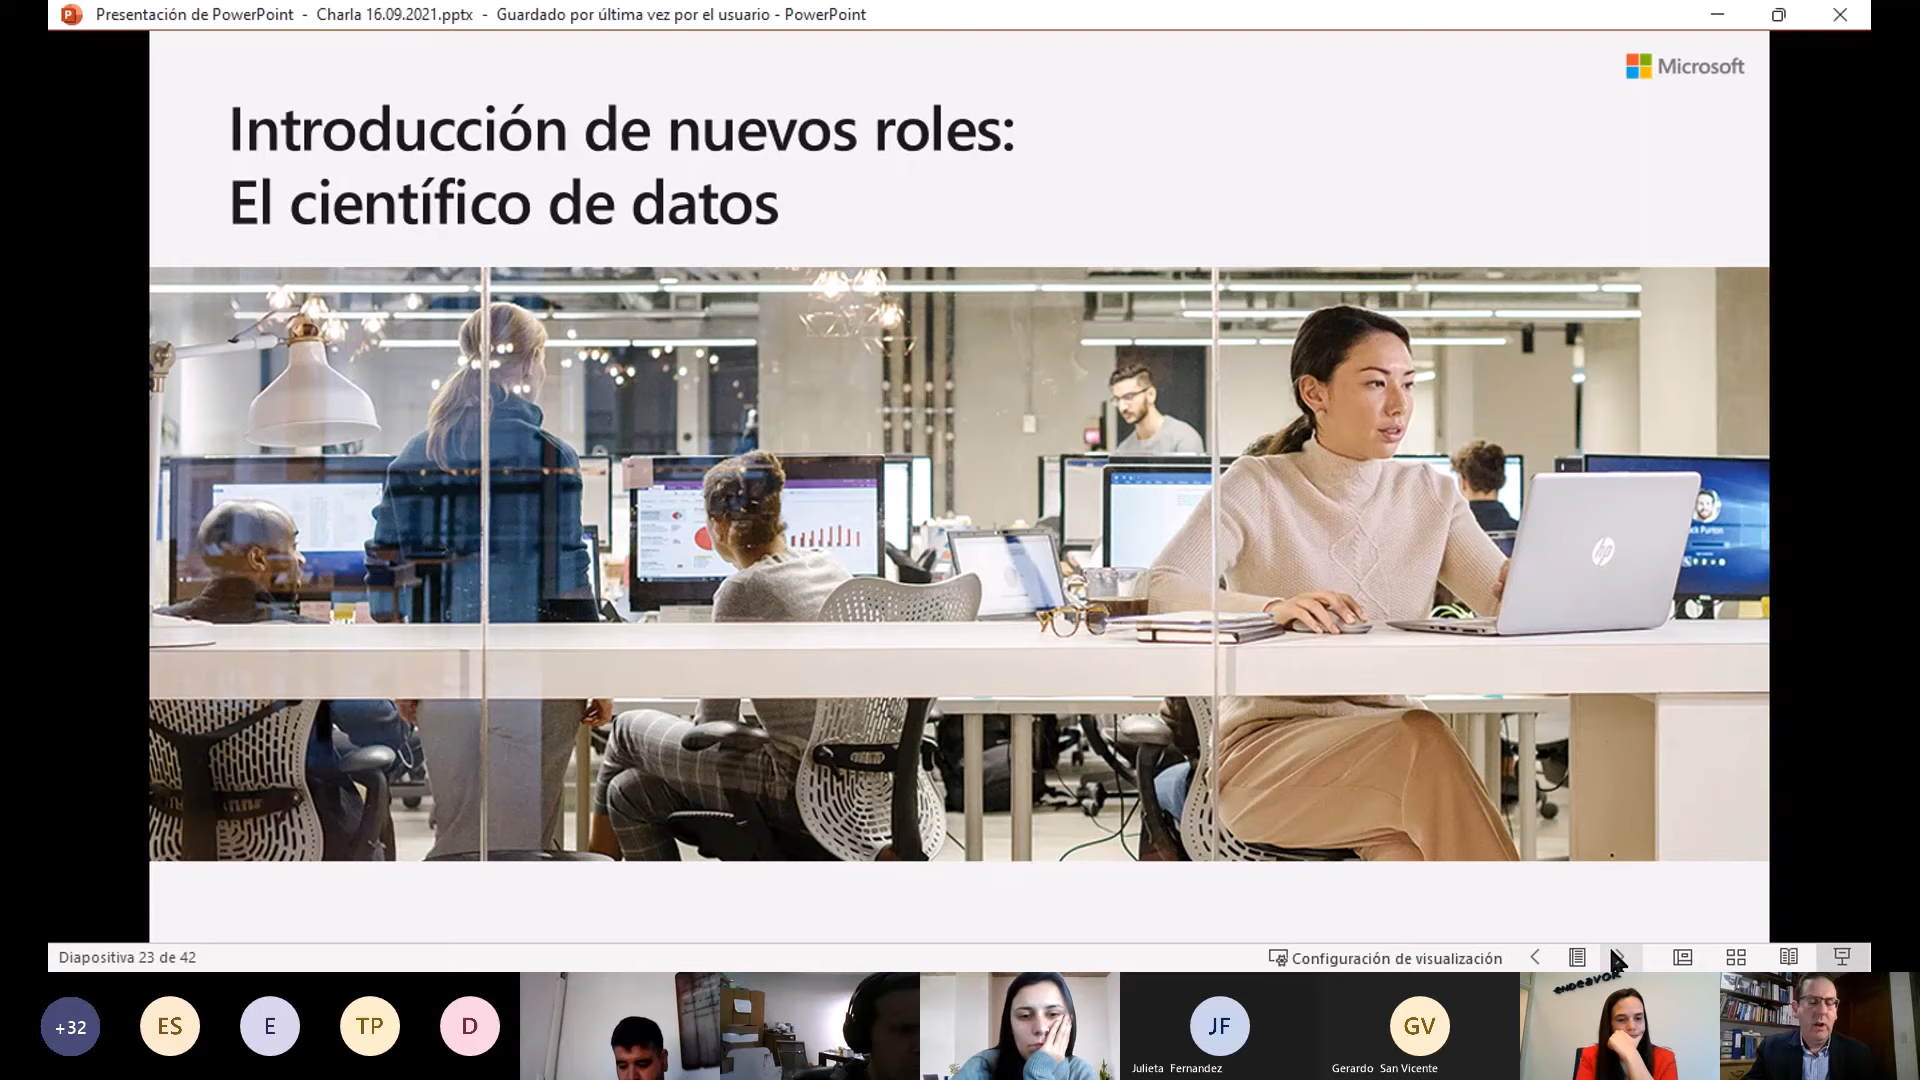 Presentación de PowerPoint - Charla 16.09.2021.pptx - Guardado por última vez por el usuario - PowerPoint
Microsoft
Introducción de nuevos roles:
El científico de datos
hp
Diapositiva 23 de 42
Configuración de visualización
+32
ES
E
TP
D
JF
GV
endeavor
Julieta Fernandez
Gerardo San Vicente